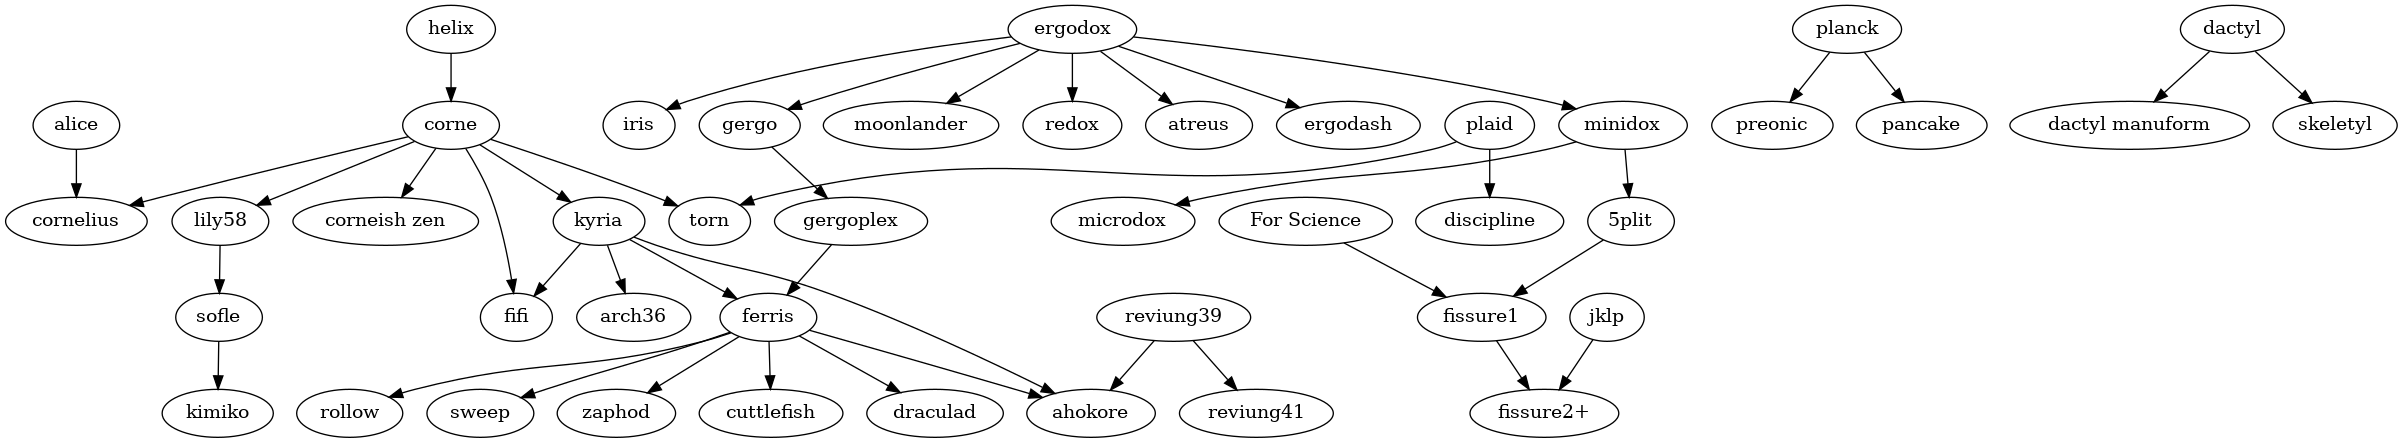 helix
ergodox
planck
dactyl
alice
corne
iris
gergo
moonlander
redox
atreus
ergodash
plaid
minidox
preonic
pancake
dactyl manuform
skeletyl
cornelius
lily58
corneish zen
kyria
torn
gergoplex
microdox
For Science
discipline
5plit
sofle
fifi
arch36
ferris
reviung39
fissure1
jklp
kimiko
rollow
sweep
zaphod
cuttlefish
draculad
ahokore
reviung41
fissure2+